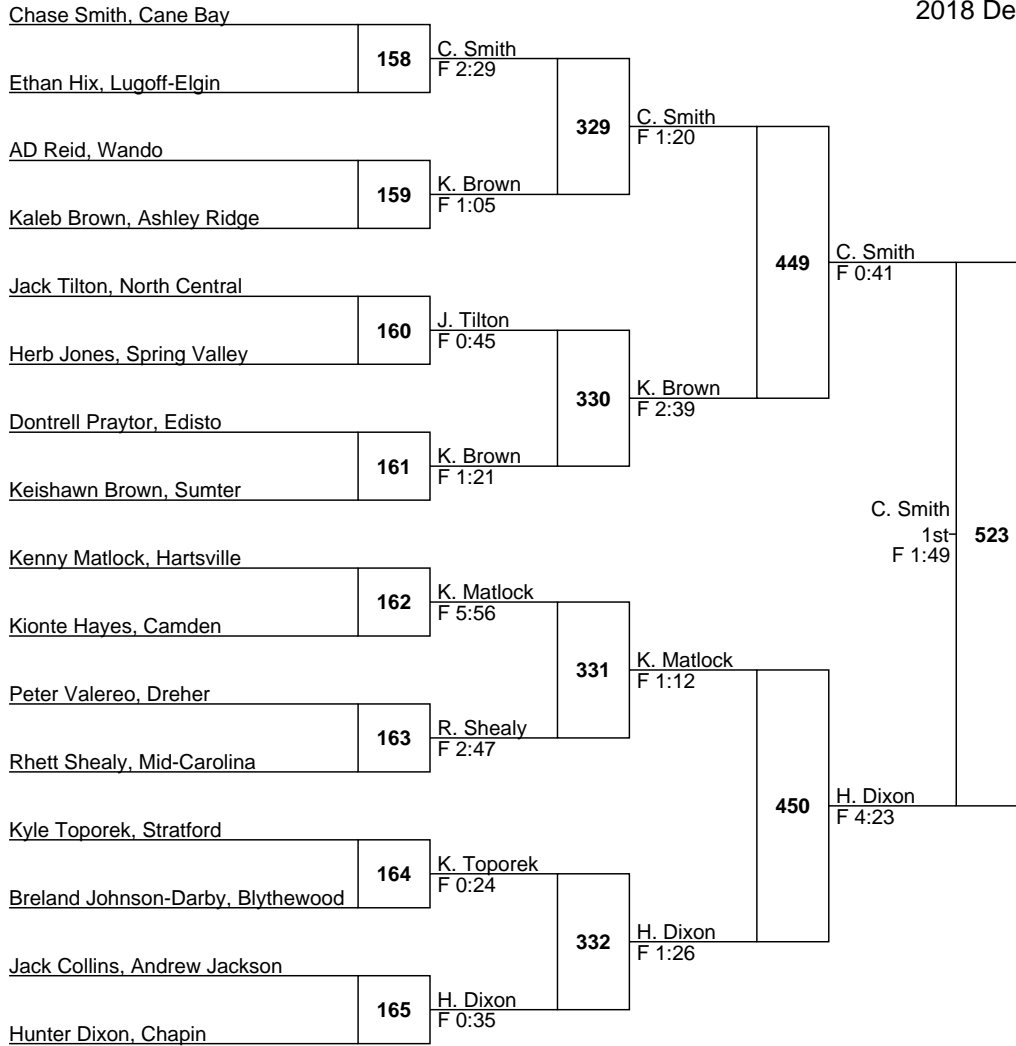 2018 De
Chase Smith, Cane Bay
158
C. Smith
F 2:29
Ethan Hix, Lugoff-Elgin
329
C. Smith
F 1:20
AD Reid, Wando
159
K. Brown
F 1:05
Kaleb Brown, Ashley Ridge
449
C. Smith
F 0:41
Jack Tilton, North Central
160
J. Tilton
F 0:45
Herb Jones, Spring Valley
330
K. Brown
F 2:39
Dontrell Praytor, Edisto
161
K. Brown
F 1:21
Keishawn Brown, Sumter
C. Smith
1st
F 1:49
523
Kenny Matlock, Hartsville
162
K. Matlock
F 5:56
Kionte Hayes, Camden
331
K. Matlock
F 1:12
Peter Valereo, Dreher
163
R. Shealy
F 2:47
Rhett Shealy, Mid-Carolina
450
H. Dixon
F 4:23
Kyle Toporek, Stratford
164
K. Toporek
F 0:24
Breland Johnson-Darby, Blythewood
332
H. Dixon
F 1:26
Jack Collins, Andrew Jackson
165
H. Dixon
F 0:35
Hunter Dixon, Chapin